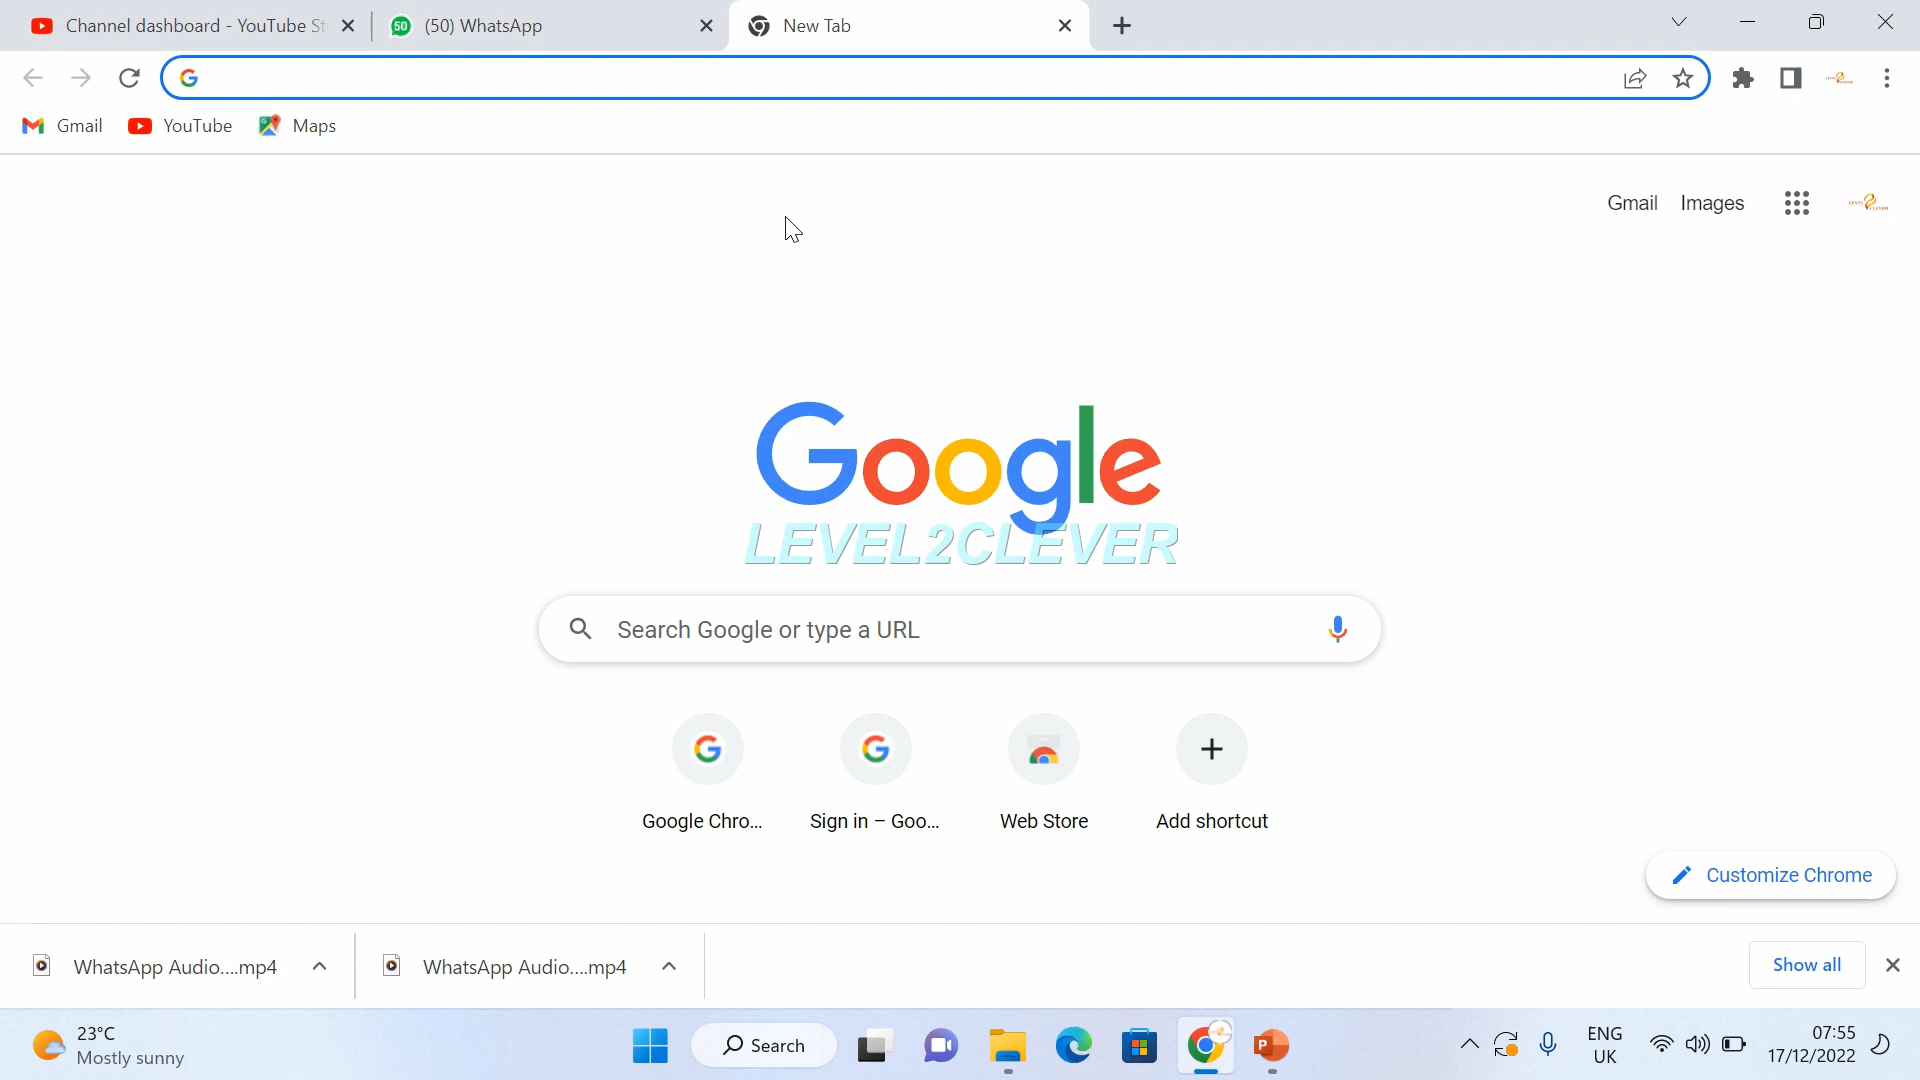 Channel dashboard - YouTube St
50
(50) WhatsApp
New Tab
Gmail
YouTube
Maps
Gmail
Images
Google
LEVEL2CLEVER
Search Google or type a URL
Google Chro...
Sign in – Goo...
Web Store
Add shortcut
Customize Chrome
WhatsApp Audio....mp4
WhatsApp Audio....mp4
Show all
23°C
Mostly sunny
Search
ENG
UK
07:55
17/12/2022